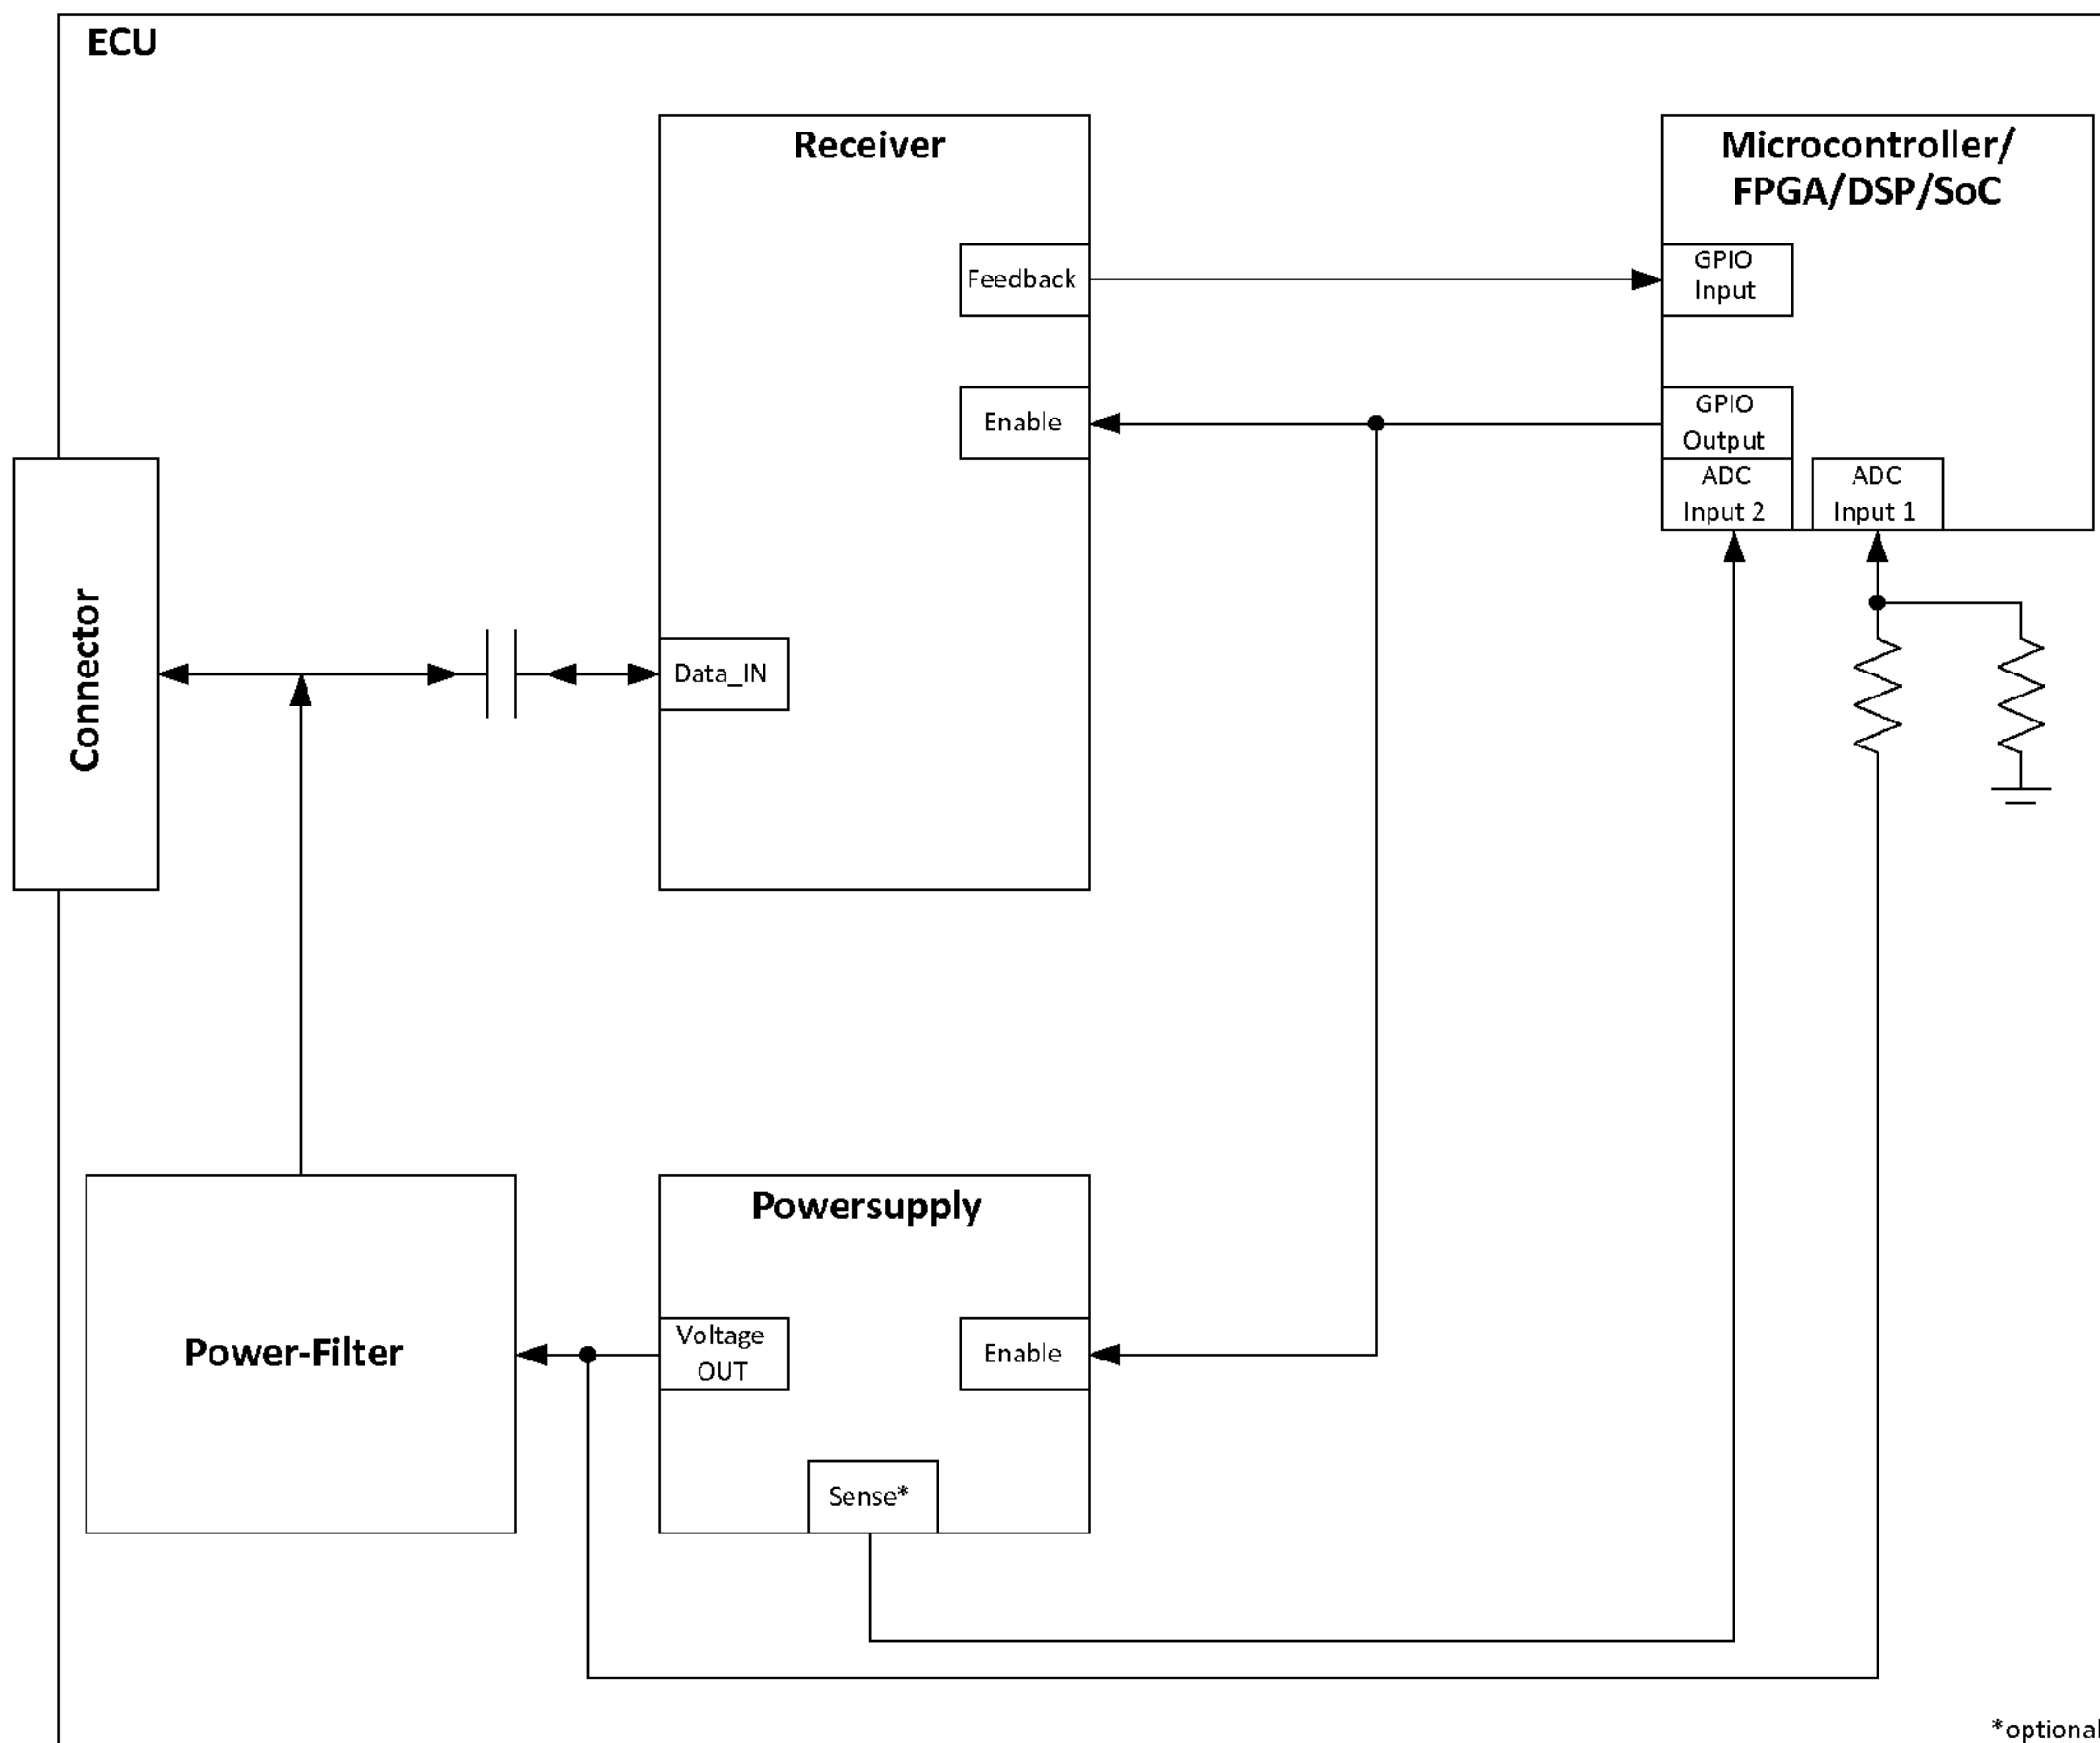 ECU
Receiver
Microcontroller/
FPGA/DSP/SoC
Feedback
GPIO
Input
Enable
GPIO
Output
ADC
Input 2
ADC
Input 1
Connector
Data_IN
Powersupply
Power-Filter
Voltage
OUT
Enable
Sense*
*optional